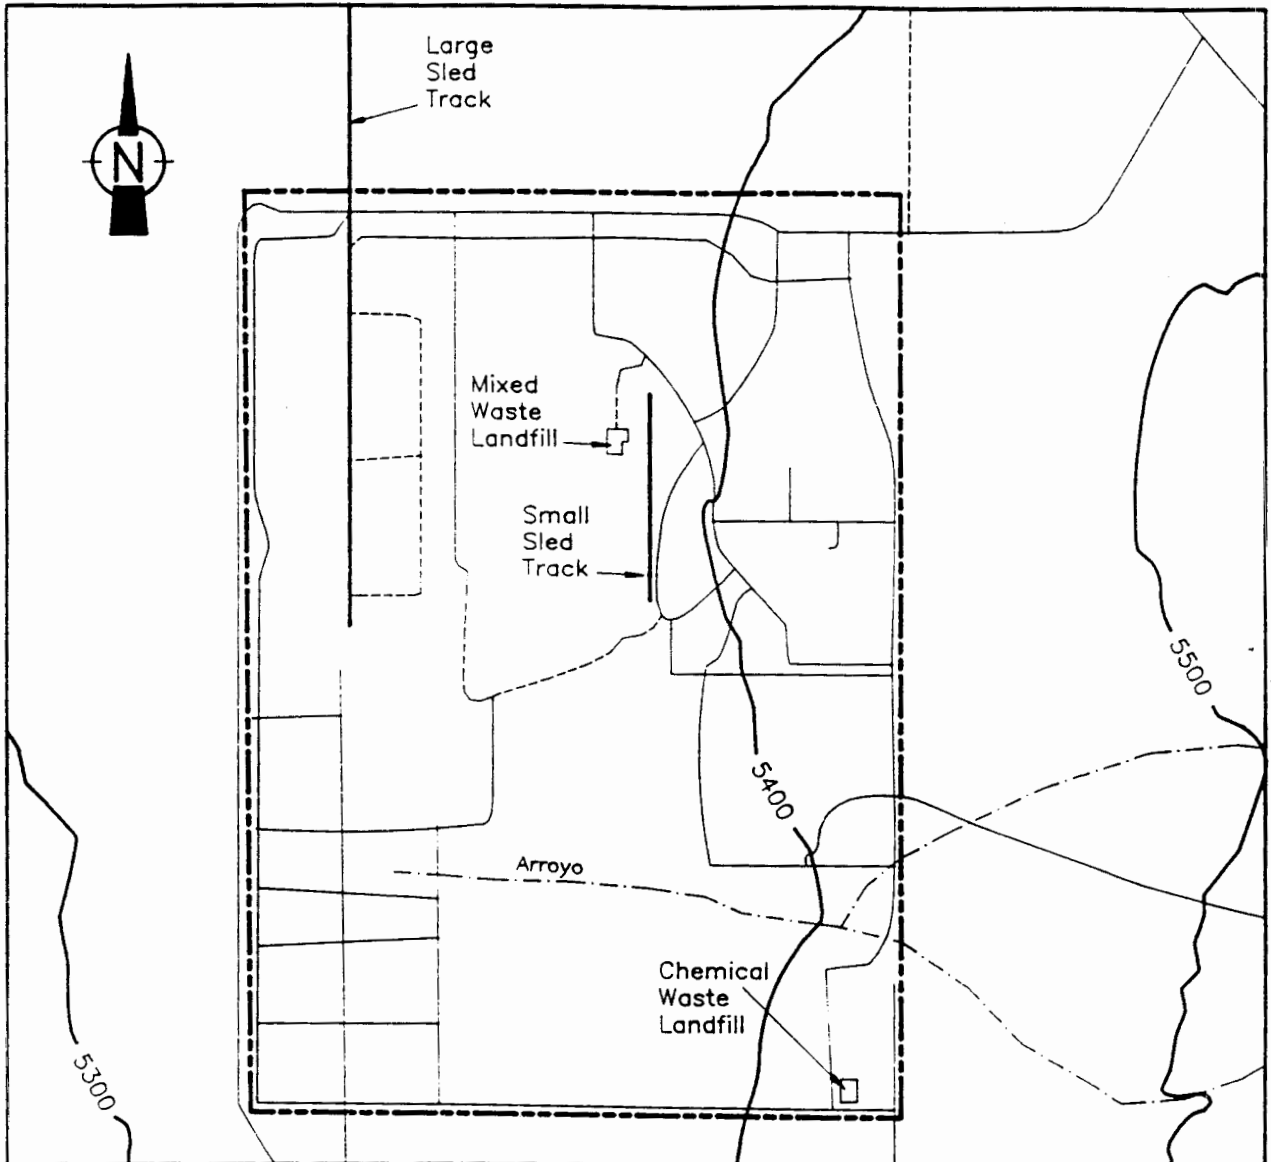 Large
Sled
Track
N
Mixed
Waste
Landfill
Small
Sled
Track
5500
5400
Arroyo
Chemical
Waste
Landfill
5300